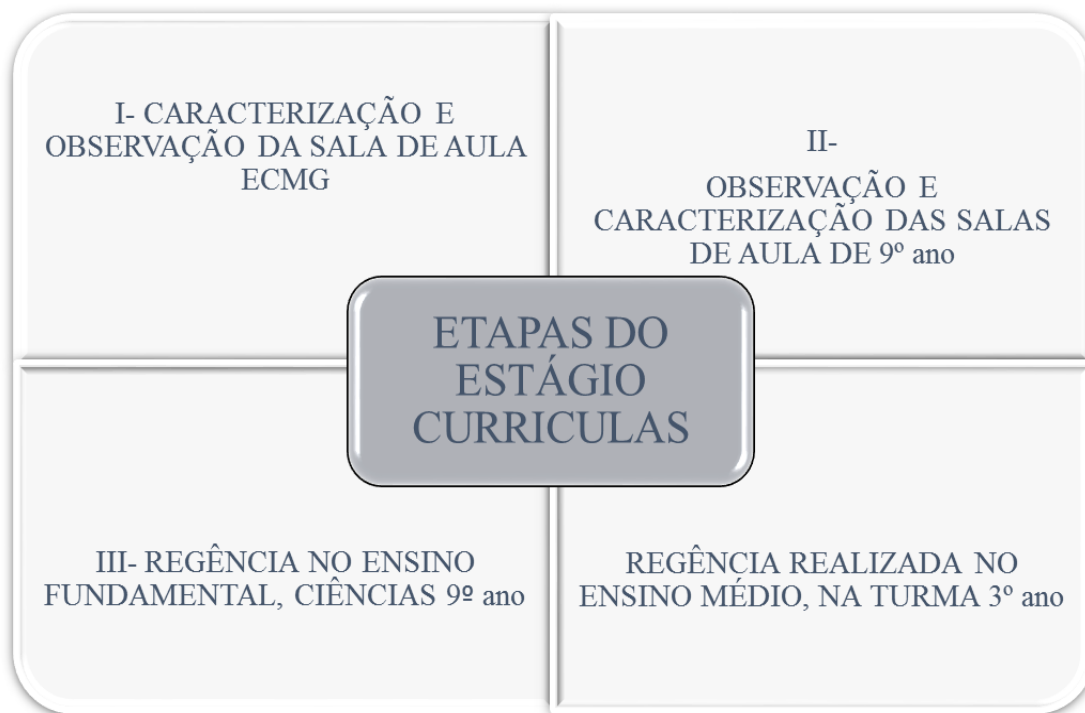 I- CARACTERIZAÇÃO E
OBSERVAÇÃO DA SALA DE AULA
ECMG
II-
OBSERVAÇÃO E
CARACTERIZAÇÃO DAS SALAS
DE AULA DE 9º ano
ETAPAS DO
ESTÁGIO
CURRICULAS
III- REGÊNCIA NO ENSINO
FUNDAMENTAL, CIÊNCIAS 9º ano
REGÊNCIA REALIZADA NO
ENSINO MÉDIO, NA TURMA 3º ano